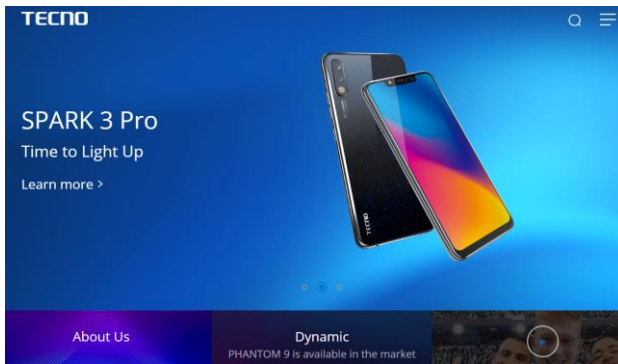 TECNO
SPARK 3 Pro
Time to Light Up
Learn more >
TECNO
About Us
Dynamic
PHANTOM 9 is available in the market